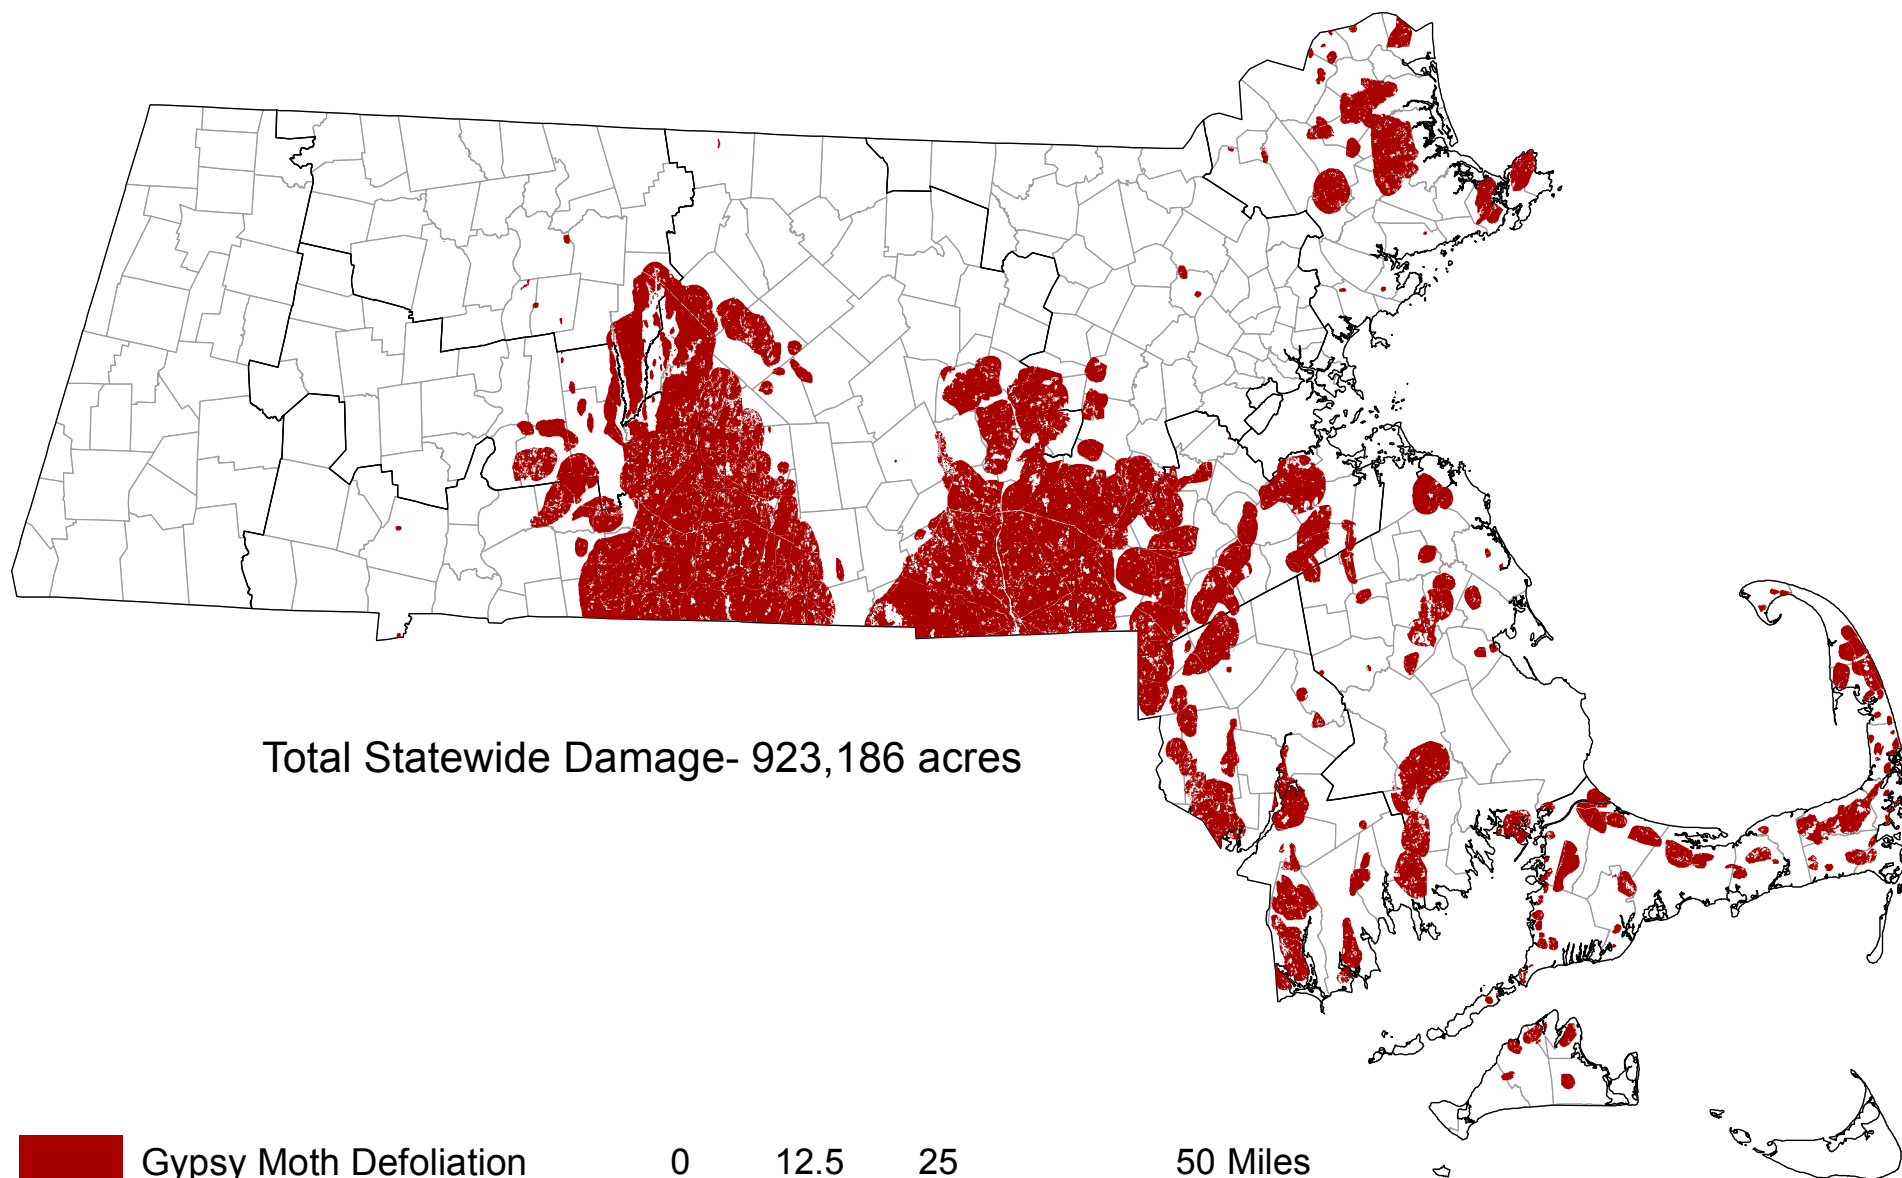 Total Statewide Damage- 923,186 acres
Gypsy Moth Defoliation
0 12.5 25 50 Miles